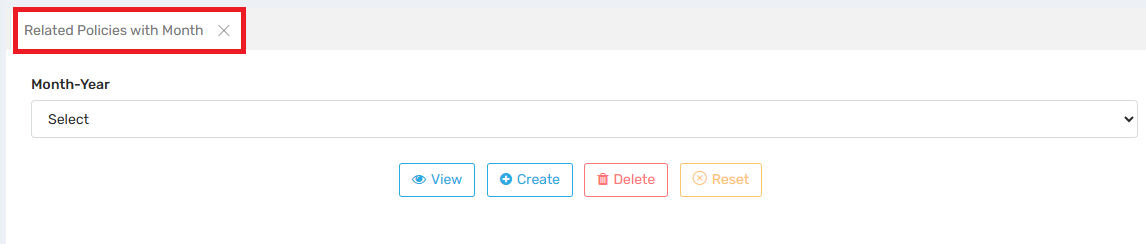 Related Policies with Month
Month-Year
Select
View Create Delete Reset